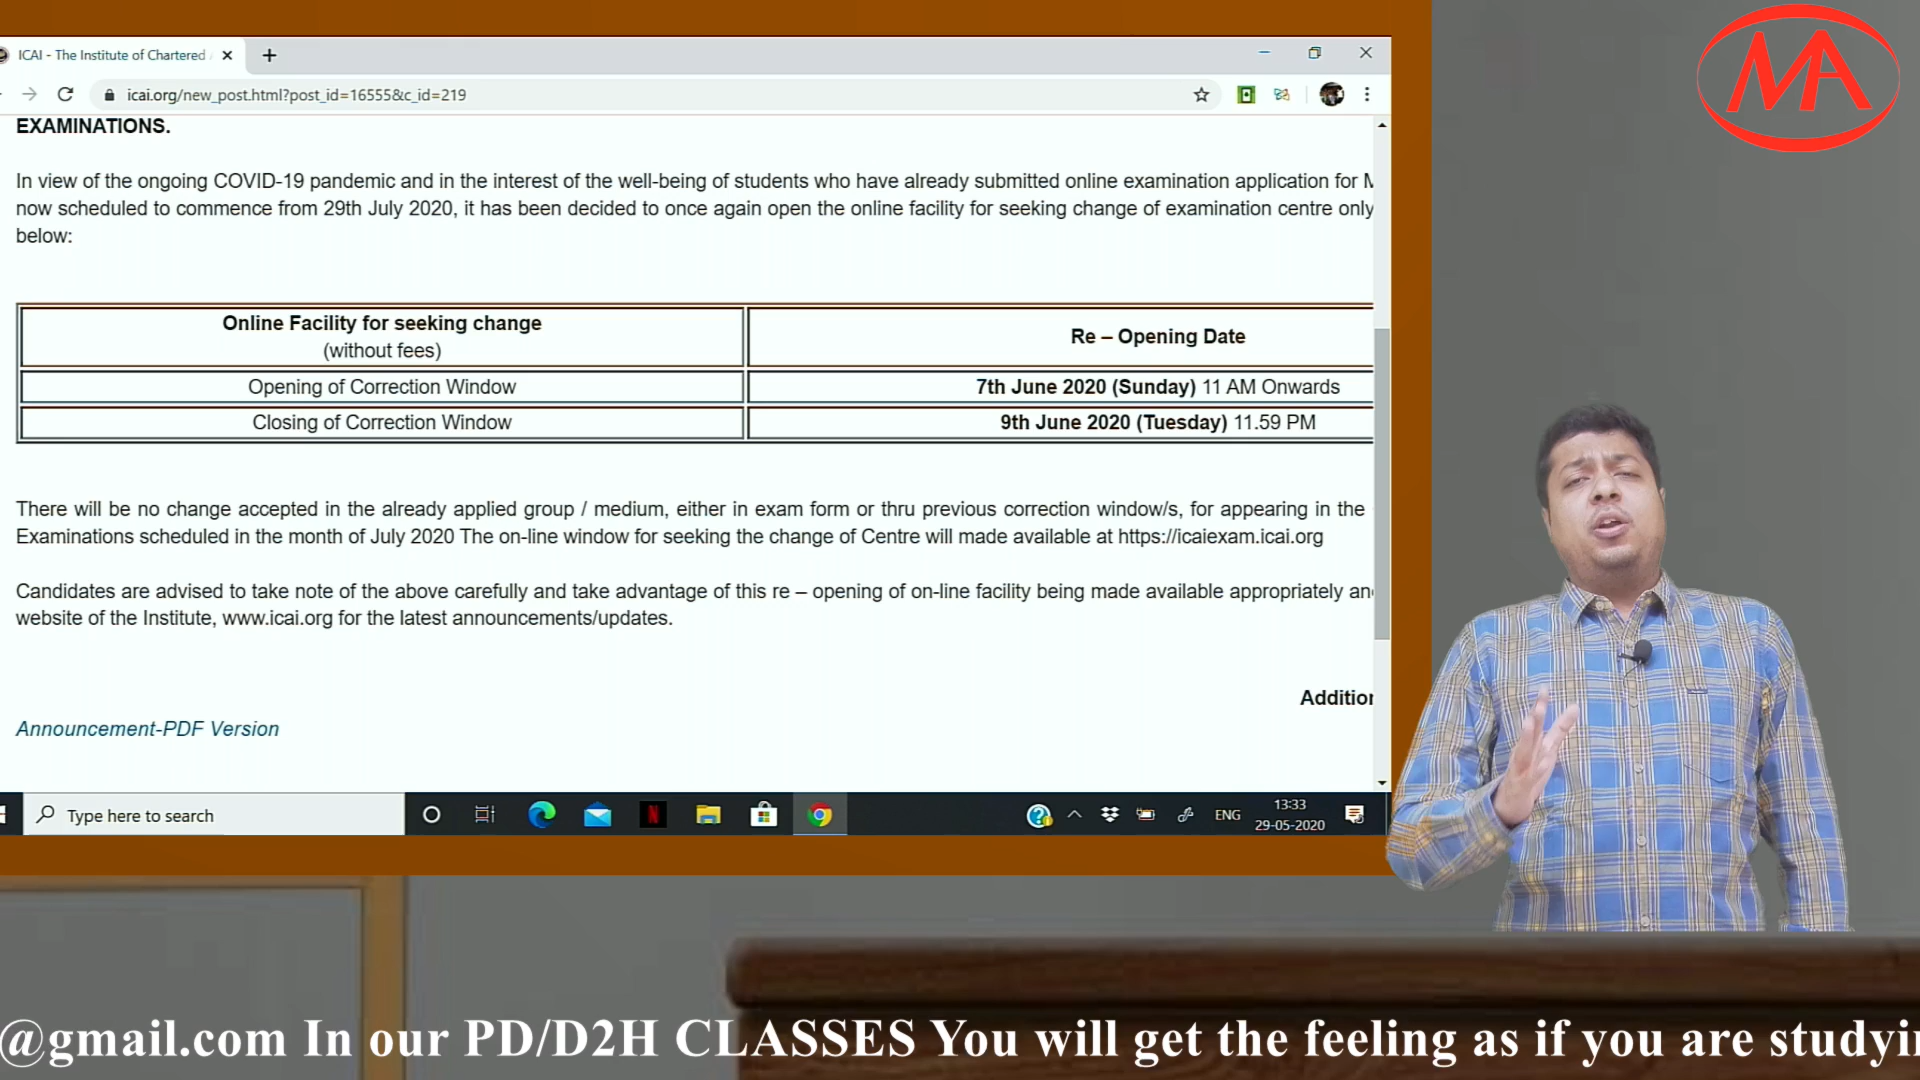 MA
ICAI - The Institute of Chartered
icai.org/new_post.html?post_id=16555&c_id=219
EXAMINATIONS.
In view of the ongoing COVID-19 pandemic and in the interest of the well-being of students who have already submitted online examination application for
now scheduled to commence from 29th July 2020, it has been decided to once again open the online facility for seeking change of examination centre only
below:
Online Facility for seeking change
(without fees)
Re – Opening Date
Opening of Correction Window
7th June 2020 (Sunday) 11 AM Onwards
Closing of Correction Window
9th June 2020 (Tuesday) 11.59 PM
There will be no change accepted in the already applied group / medium, either in exam form or thru previous correction window/s, for appearing in the
Examinations scheduled in the month of July 2020 The on-line window for seeking the change of Centre will made available at https://icaiexam.icai.org
Candidates are advised to take note of the above carefully and take advantage of this re – opening of on-line facility being made available appropriately an
website of the Institute, www.icai.org for the latest announcements/updates.
Addition
Announcement-PDF Version
Type here to search
ENG
13:33
29-05-2020
@gmail.com In our PD/D2H CLASSES You will get the feeling as if you are studyin